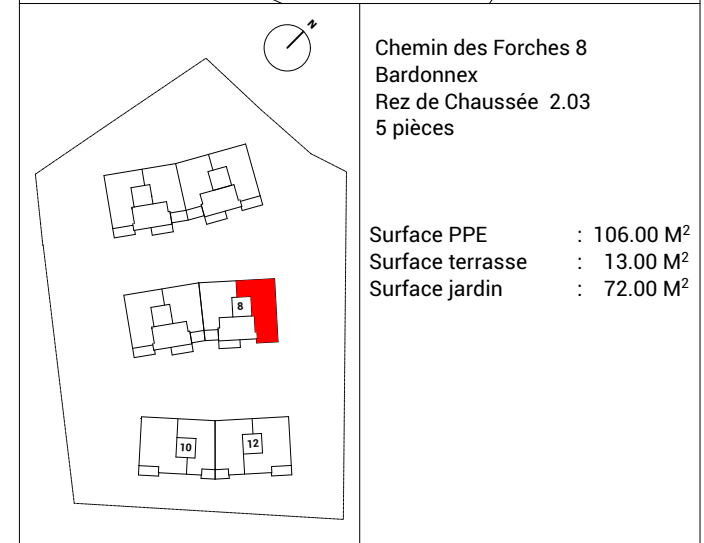 N
Chemin des Forches 8
Bardonnex
Rez de Chaussée 2.03
5 pièces
Surface PPE : 106.00 M²
Surface terrasse : 13.00 M²
Surface jardin : 72.00 M²
8
10
12